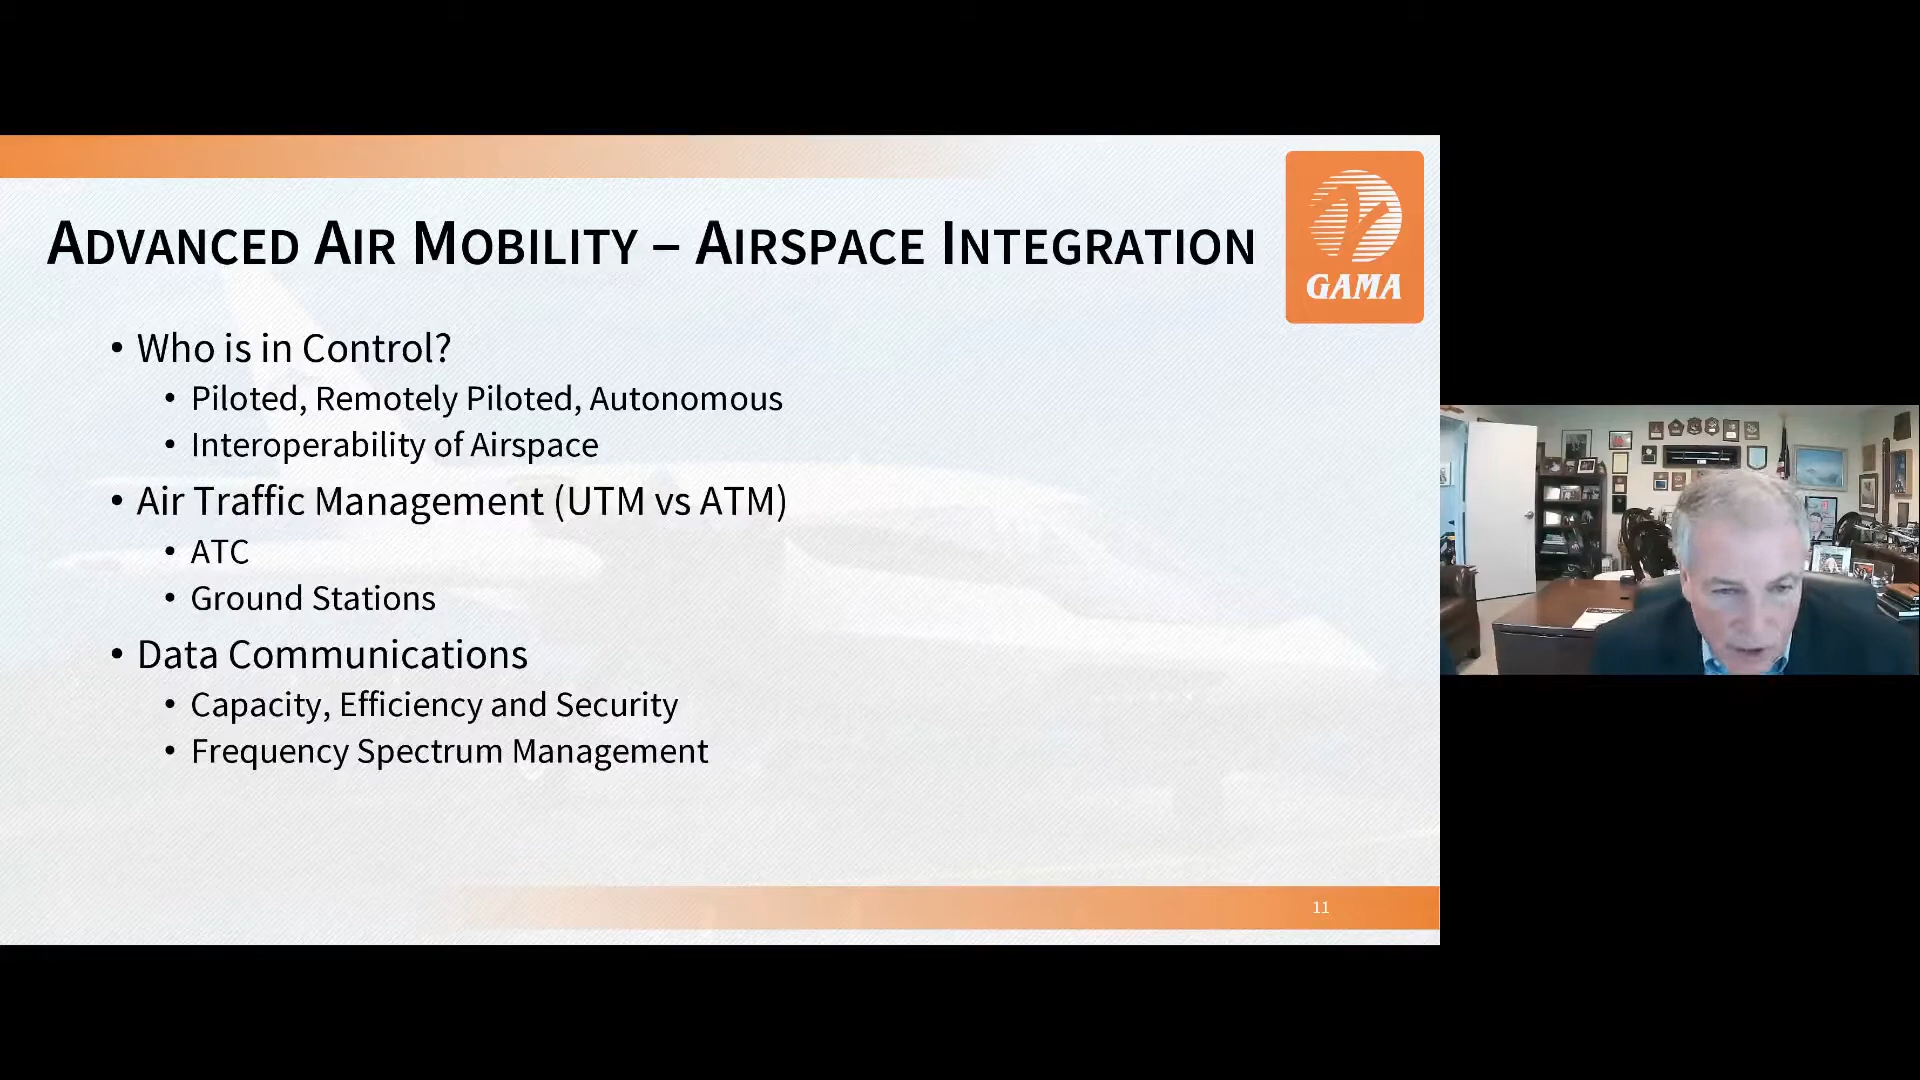 ADVANCED AIR MOBILITY – AIRSPACE INTEGRATION
GAMA
• Who is in Control?
• Piloted, Remotely Piloted, Autonomous
• Interoperability of Airspace
• Air Traffic Management (UTM vs ATM)
• ATC
• Ground Stations
• Data Communications
• Capacity, Efficiency and Security
• Frequency Spectrum Management
11